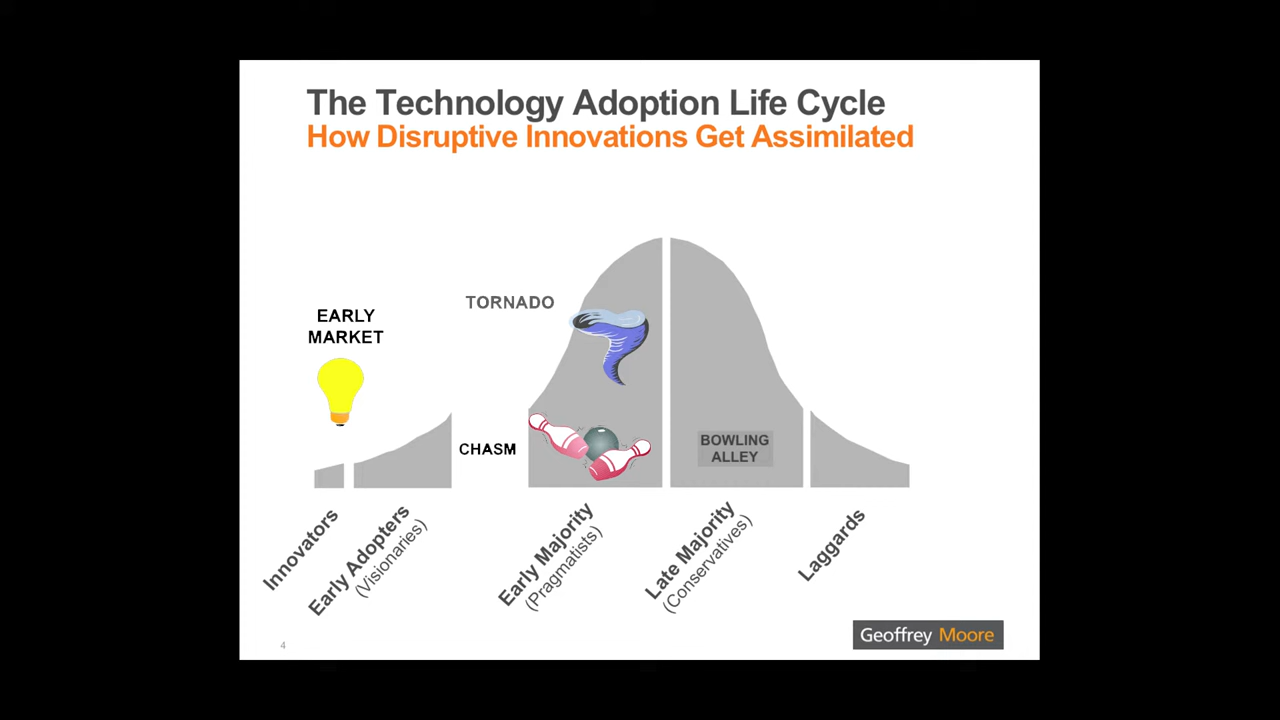 The Technology Adoption Life Cycle
How Disruptive Innovations Get Assimilated
TORNADO
EARLY
MARKET
CHASM
BOWLING
ALLEY
Innovators
Early Adopters
(Visionaries)
Early Majority
(Pragmatists)
Late Majority
(Conservatives)
Laggards
4
Geoffrey Moore